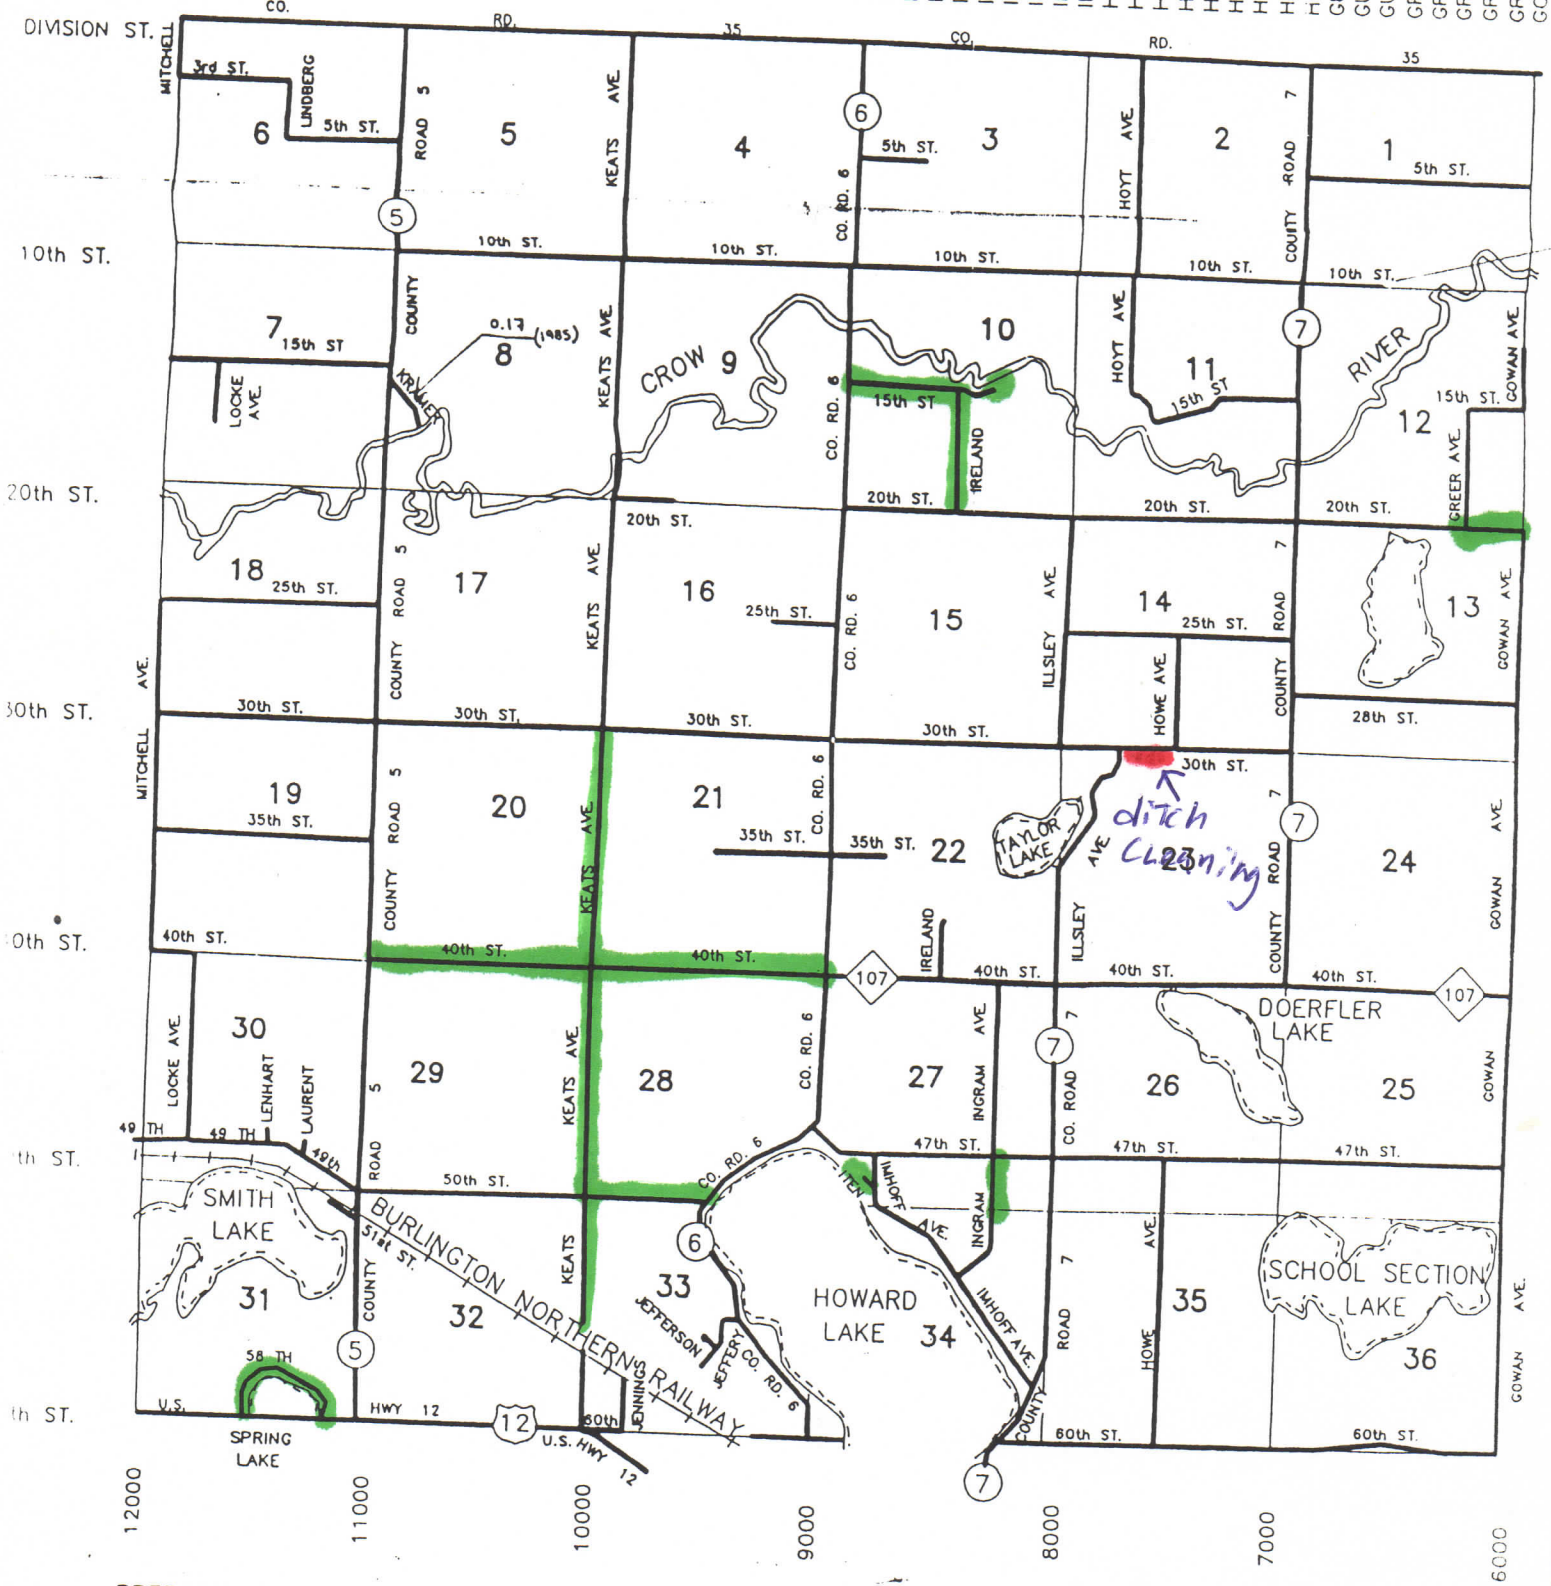 CO. RD. 35 CO. RD. 35
DIVISION ST.
MITCHELL
3rd ST.
LINDBERG
5th ST.
6
ROAD 5
5
KEATS AVE.
4
6
5th ST.
3
CO. RD. 6
HOYT AVE.
2
COUNTY ROAD 7
1
5th ST.
5
10th ST.
10th ST.
10th ST.
10th ST.
10th ST.
10th ST.
7
15th ST
LOCKE AVE.
COUNTY
KRAMER
0.17 (1985)
8
KEATS AVE.
CROW
9
CO. RD. 6
10
15th ST
IRELAND
HOYT AVE
11
15th ST
7
RIVER
12
15th ST.
GOWAN AVE.
GREER AVE.
20th ST.
20th ST.
20th ST.
20th ST.
20th ST.
18
25th ST.
COUNTY ROAD 5
17
KEATS AVE.
16
25th ST.
CO. RD. 6
15
ILLSLEY AVE.
14
25th ST.
HOWE AVE.
COUNTY ROAD 7
13
GOWAN AVE.
28th ST.
30th ST.
30th ST.
30th ST.
30th ST.
30th ST.
30th ST.
MITCHELL AVE.
19
35th ST.
COUNTY ROAD 5
20
KEATS AVE.
21
35th ST.
CO. RD. 6
35th ST.
22
TAYLOR LAKE
ILLSLEY AVE
ditch
cleaning
23
COUNTY ROAD 7
7
24
GOWAN AVE.
IRELAND
0th ST.
40th ST.
40th ST.
40th ST.
107
40th ST.
40th ST.
40th ST.
107
LOCKE AVE.
30
LENHART
LAURENT
ROAD 5
29
KEATS AVE.
28
CO. RD. 6
27
INGRAM AVE.
7
CO. ROAD 7
26
DOERFLER LAKE
25
GOWAN
49 TH
49 TH
49th
th ST.
50th ST.
CO. RD. 6
47th ST.
47th ST.
47th ST.
SMITH LAKE
51st ST.
BURLINGTON NORTHERN RAILWAY
6
ITEN
IMHOFF AVE.
INGRAM
31
COUNTY
5
32
KEATS
33
JEFFERSON
JEFFERY
CO. RD. 6
HOWARD LAKE
34
IMHOFF AVE.
ROAD 7
COUNTY
HOWE AVE.
35
SCHOOL SECTION LAKE
36
GOWAN AVE.
58 TH
th ST.
U.S. HWY 12
12
60th
JENNINGS
U.S. HWY 12
7
60th ST.
60th ST.
SPRING LAKE
12000
11000
10000
9000
8000
7000
6000